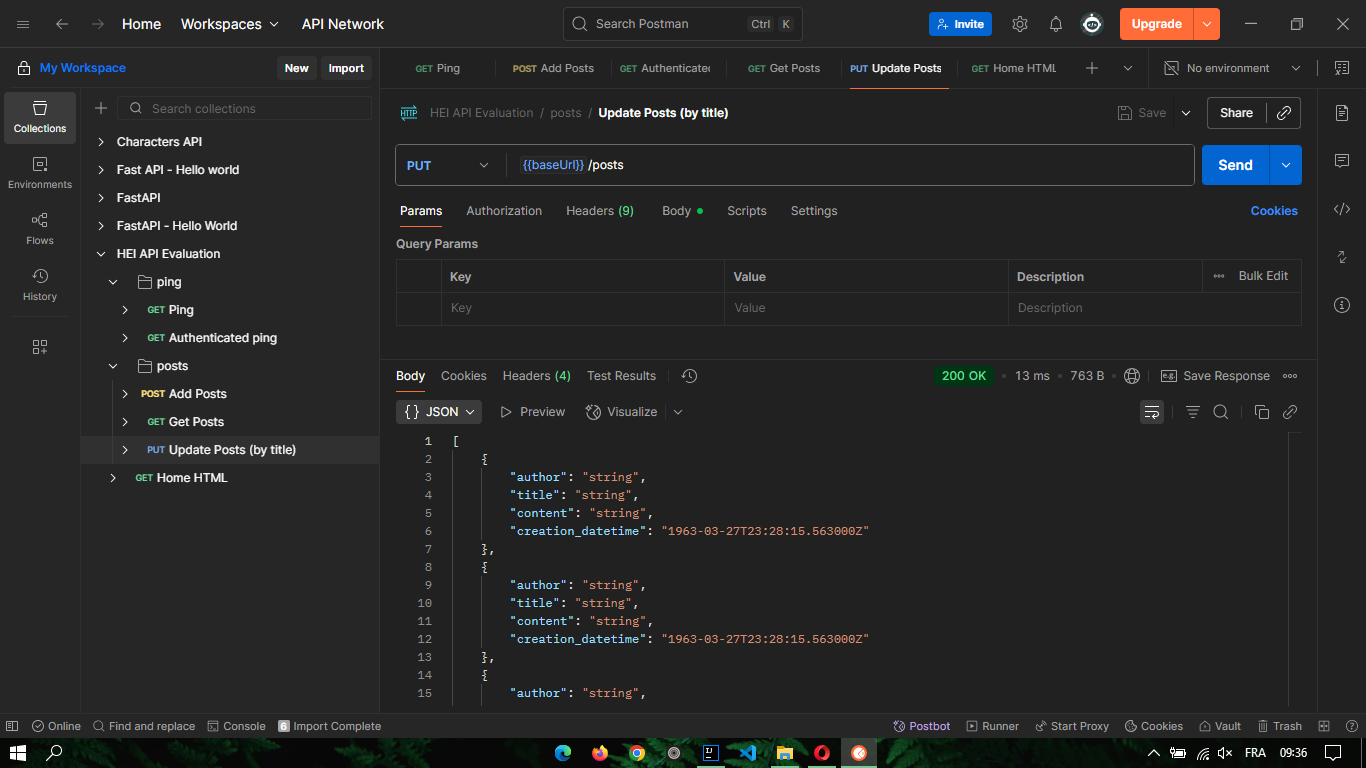 Home Workspaces API Network Search Postman Ctrl K Invite Upgrade
My Workspace New Import
GET Ping POST Add Posts GET Authenticated GET Get Posts PUT Update Posts GET Home HTML No environment
Collections
Environments
Flows
History
Search collections
Characters API
Fast API - Hello world
FastAPI
FastAPI - Hello World
HEI API Evaluation
ping
GET Ping
GET Authenticated ping
posts
POST Add Posts
GET Get Posts
PUT Update Posts (by title)
GET Home HTML
HTTP HEI API Evaluation / posts / Update Posts (by title) Save Share
PUT {{baseUrl}} /posts Send
Params Authorization Headers (9) Body Scripts Settings Cookies
Query Params
Key Value Description Bulk Edit
Key Value Description
Body Cookies Headers (4) Test Results 200 OK 13 ms 763 B e.g. Save Response
{} JSON Preview Visualize
1 [
2 {
3 "author": "string",
4 "title": "string",
5 "content": "string",
6 "creation_datetime": "1963-03-27T23:28:15.563000Z"
7 },
8 {
9 "author": "string",
10 "title": "string",
11 "content": "string",
12 "creation_datetime": "1963-03-27T23:28:15.563000Z"
13 },
14 {
15 "author": "string",
Online Find and replace Console 6 Import Complete Postbot Runner Start Proxy Cookies Vault Trash
FRA 09:36